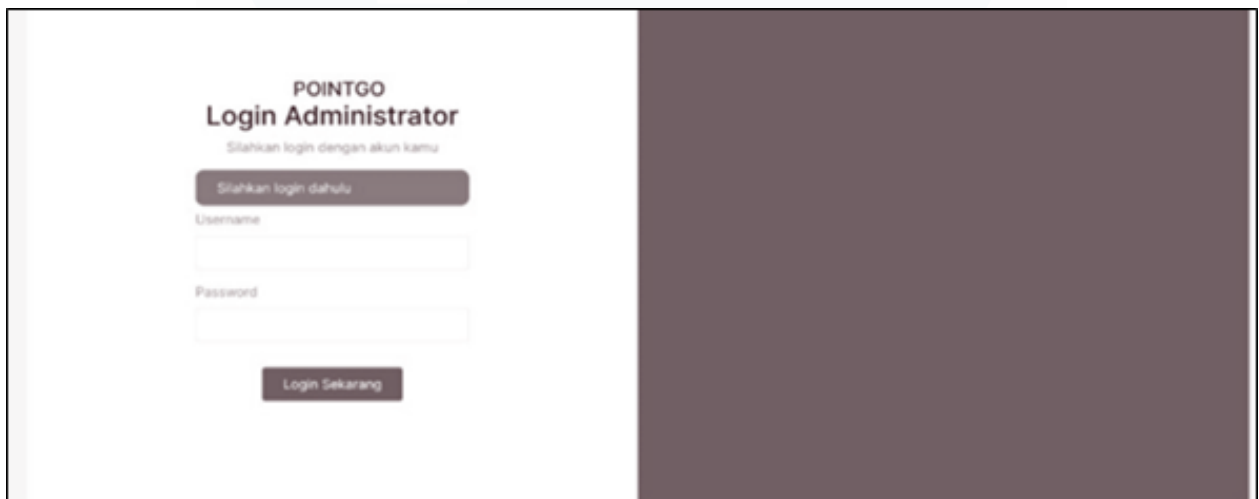 POINTGO
Login Administrator
Silahkan login dengan akun kamu
Silahkan login dahulu
Username
Password
Login Sekarang